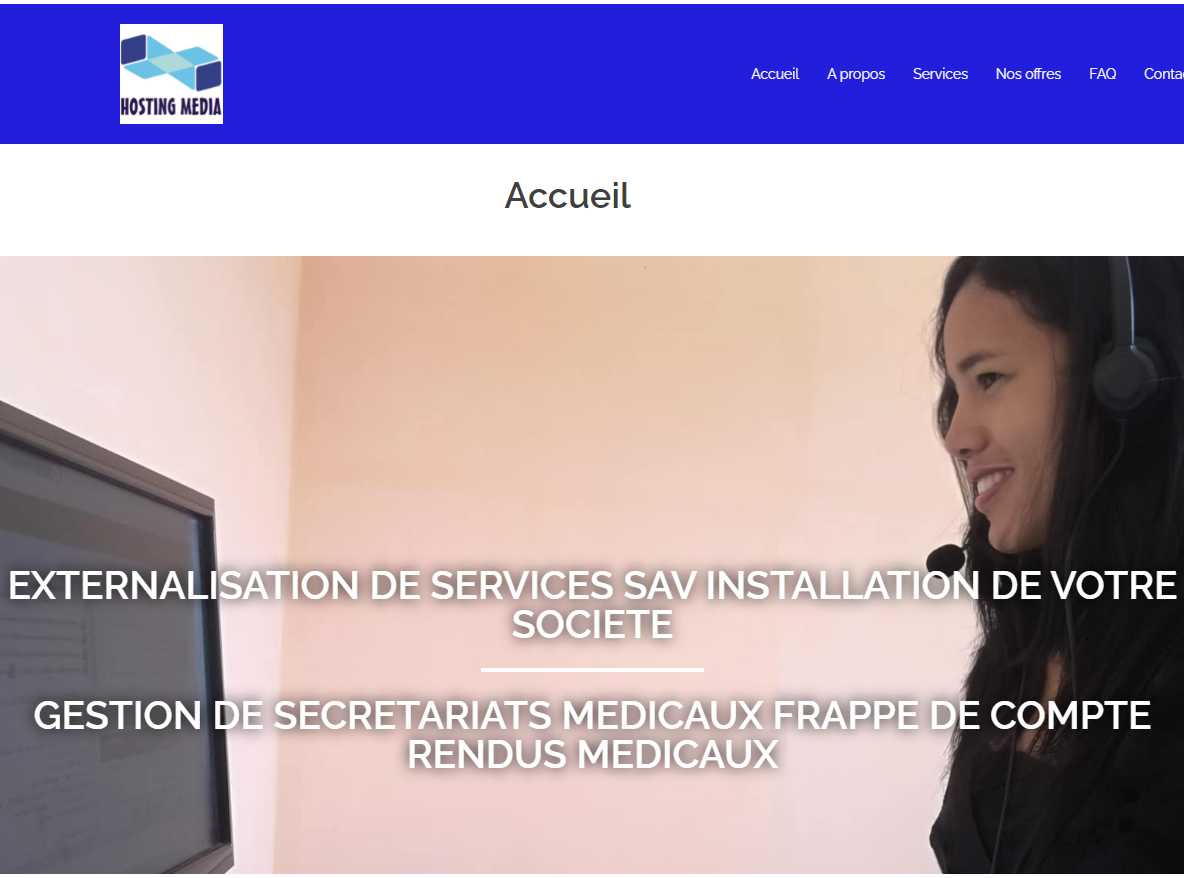 HOSTING MEDIA
Accueil A propos Services Nos offres FAQ
Accueil
EXTERNALISATION DE SERVICES SAV INSTALLATION DE VOTRE
SOCIETE
GESTION DE SECRETARIATS MEDICAUX FRAPPE DE COMPTE
RENDUS MEDICAUX